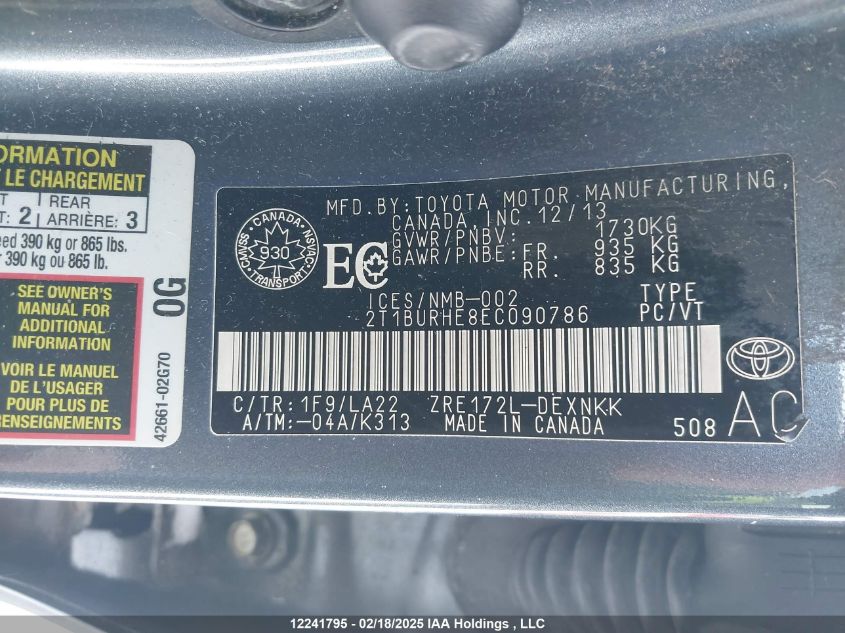 ORMATION
LE CHARGEMENT
REAR
: 2 ARRIÈRE: 3
eed 390 kg or 865 lbs.
390 kg ou 865 lb.
SEE OWNER'S
MANUAL FOR
ADDITIONAL
INFORMATION
VOIR LE MANUEL
DE L'USAGER
POUR PLUS DE
RENSEIGNEMENTS
0G
42661-02G70
MFD.BY:TOYOTA MOTOR MANUFACTURING,
CANADA,INC.12/13
GVWR/PNBV: 1730KG
GAWR/PNBE:FR. 935 KG
RR. 835 KG
CANADA
CMVSS NSVAC
930
TRANSPORT
EC
ICES/NMB-002
TYPE
2T1BURHE8EC090786 PC/VT
C/TR:1F9/LA22 ZRE172L-DEXNKK
A/TM:-04A/K313 MADE IN CANADA 508 AC
12241795 - 02/18/2025 IAA Holdings , LLC